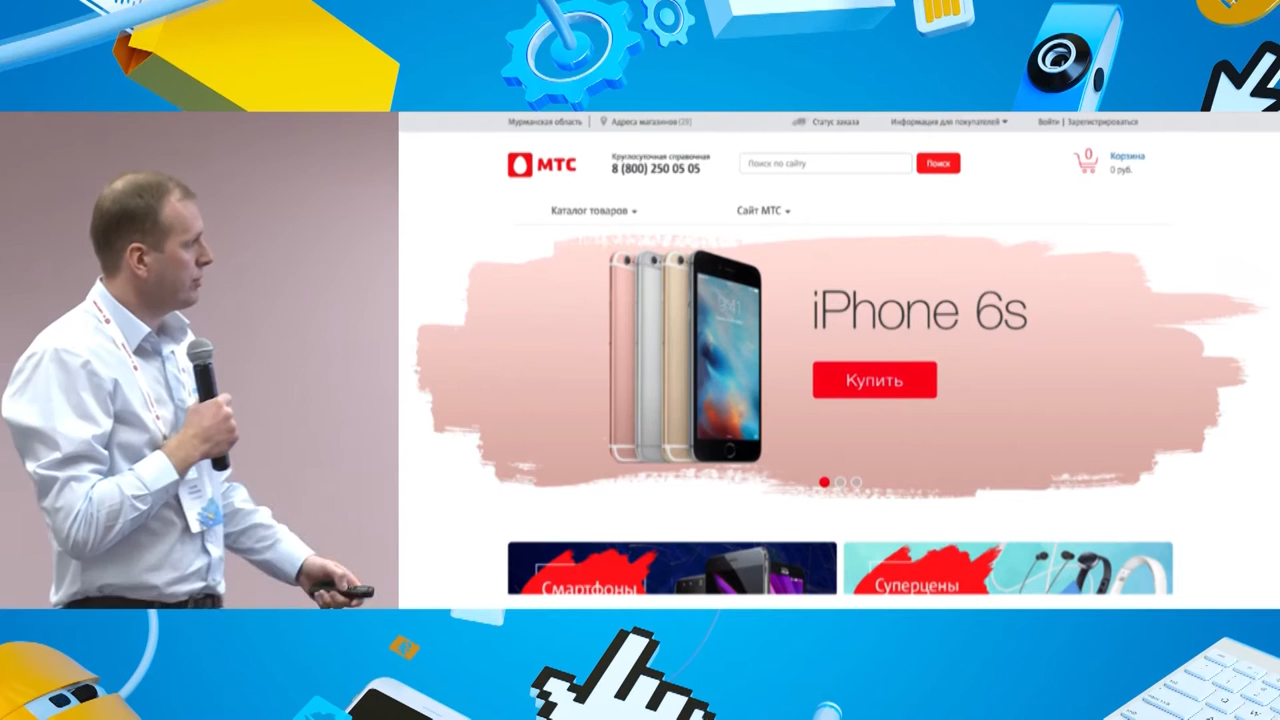 Мурманская область
Адреса магазинов (29)
Статус заказа
Информация для покупателей
Войти | Зарегистрироваться
МТС
Круглосуточная справочная
8 (800) 250 05 05
Поиск по сайту
Поиск
0
Корзина
0 руб.
Каталог товаров
Сайт МТС
iPhone 6s
Купить
Смартфоны
Суперцены